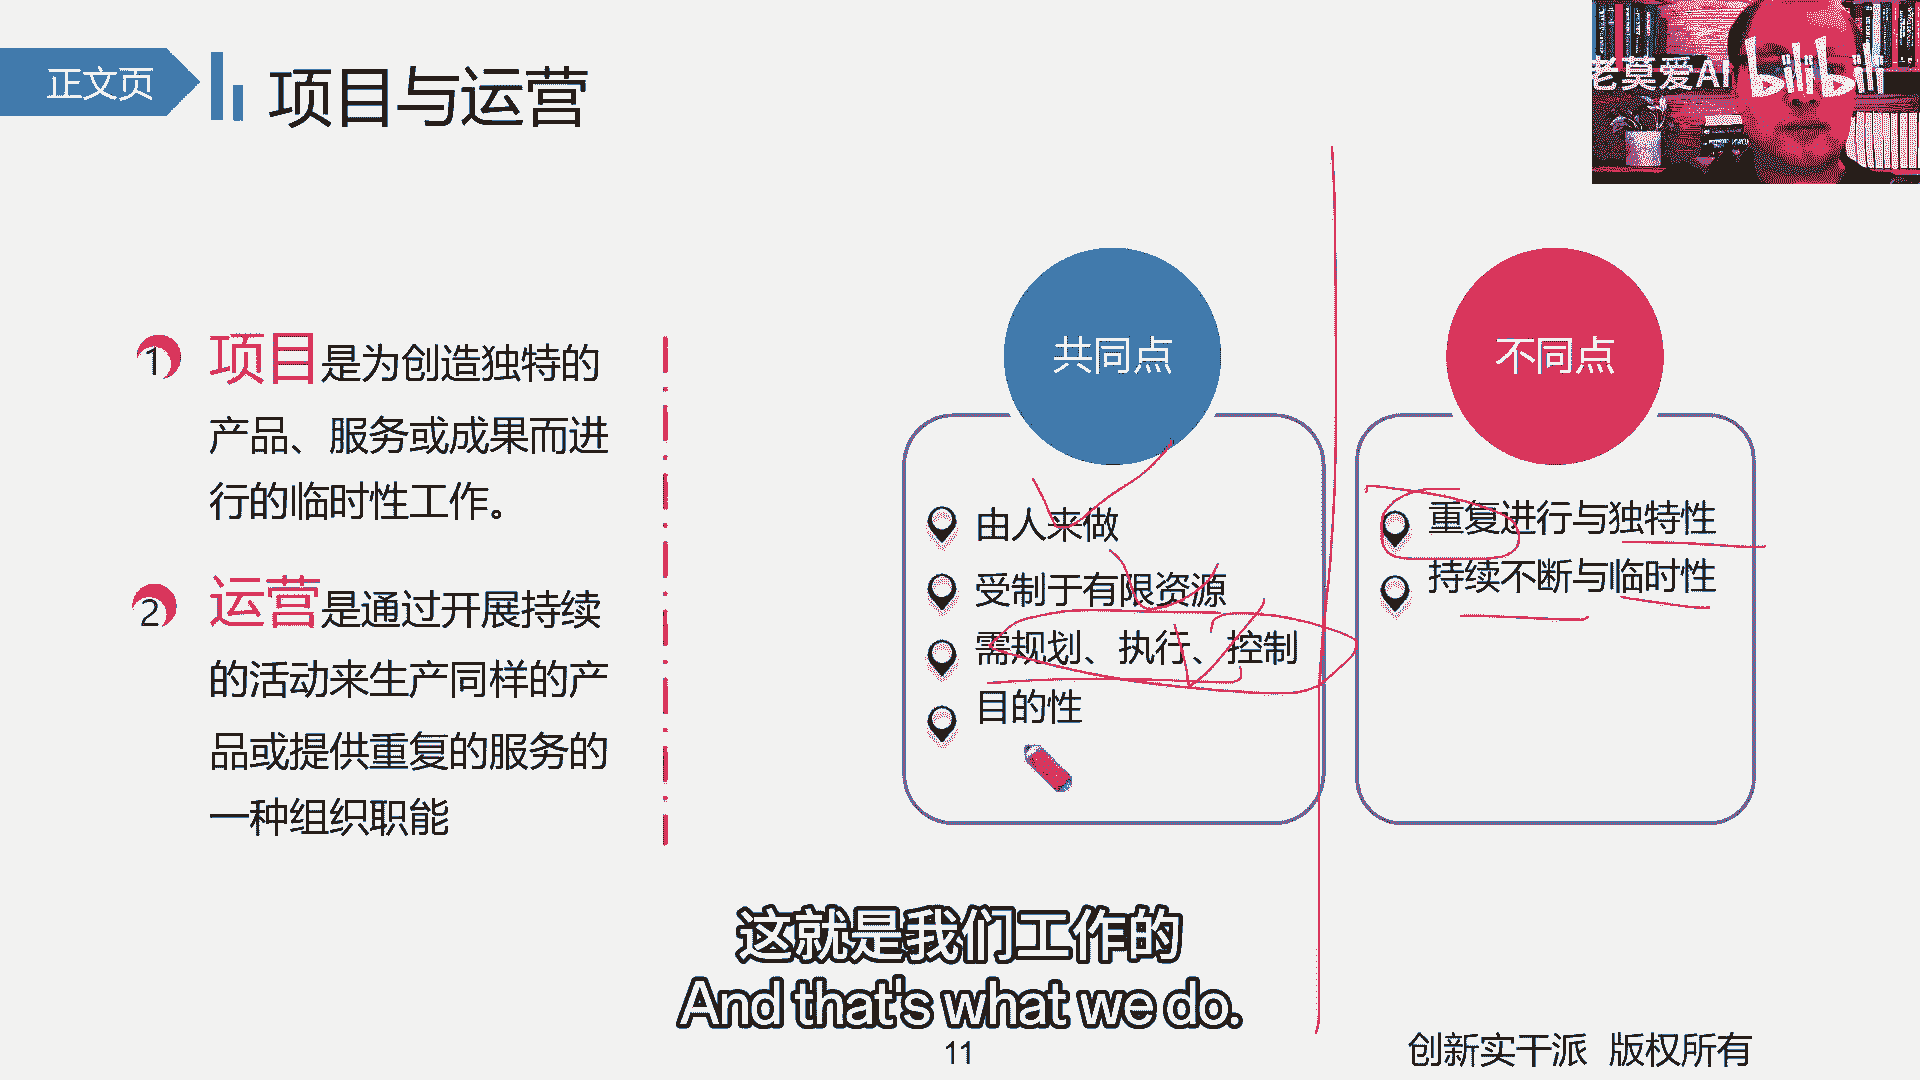 正文页
项目与运营
老莫爱AI
bilibili
1
项目是为创造独特的
产品、服务或成果而进
行的临时性工作。
2
运营是通过开展持续
的活动来生产同样的产
品或提供重复的服务的
一种组织职能
共同点
由人来做
受制于有限资源
需规划、执行、控制
目的性
不同点
重复进行与独特性
持续不断与临时性
这就是我们工作的
And that's what we do.
11
创新实干派 版权所有